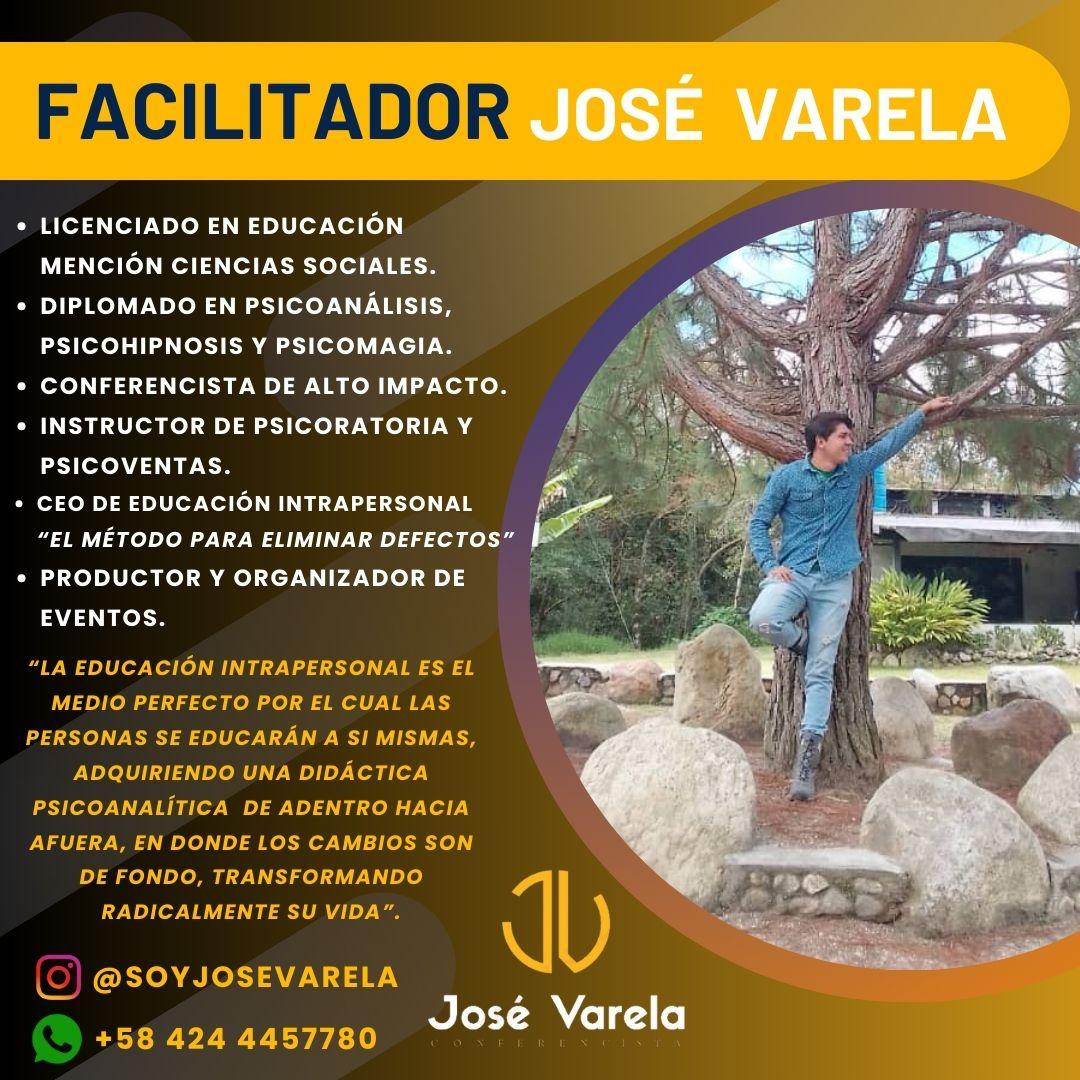 FACILITADOR JOSÉ VARELA
• LICENCIADO EN EDUCACIÓN
MENCIÓN CIENCIAS SOCIALES.
• DIPLOMADO EN PSICOANÁLISIS,
PSICOHIPNOSIS Y PSICOMAGIA.
• CONFERENCISTA DE ALTO IMPACTO.
• INSTRUCTOR DE PSICORATORIA Y
PSICOVENTAS.
• CEO DE EDUCACIÓN INTRAPERSONAL
“EL MÉTODO PARA ELIMINAR DEFECTOS”
• PRODUCTOR Y ORGANIZADOR DE
EVENTOS.
“LA EDUCACIÓN INTRAPERSONAL ES EL
MEDIO PERFECTO POR EL CUAL LAS
PERSONAS SE EDUCARÁN A SI MISMAS,
ADQUIRIENDO UNA DIDÁCTICA
PSICOANALÍTICA DE ADENTRO HACIA
AFUERA, EN DONDE LOS CAMBIOS SON
DE FONDO, TRANSFORMANDO
RADICALMENTE SU VIDA”.
@SOYJOSEVARELA
+58 424 4457780
JV
José Varela
CONFERENCISTA